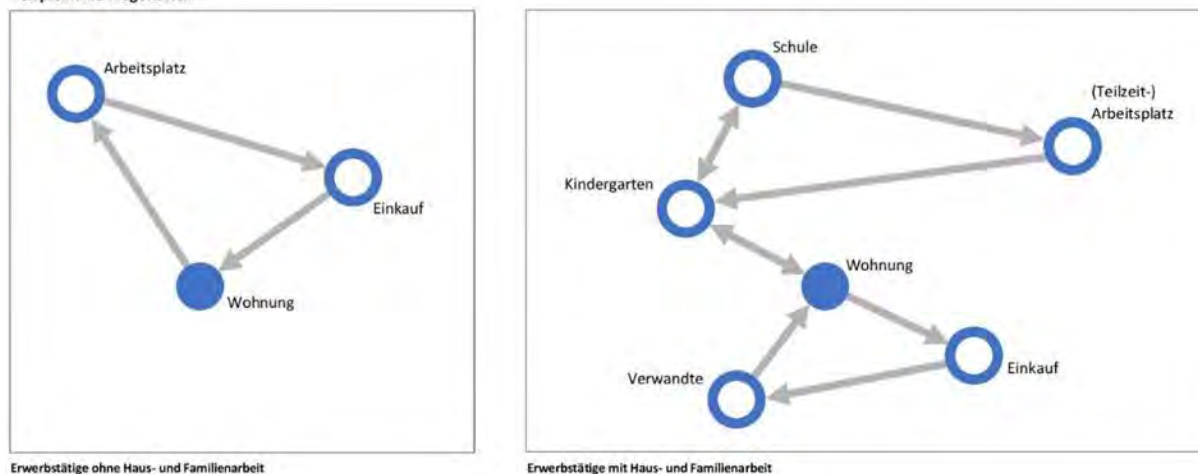 Arbeitsplatz
Einkauf
Wohnung
Erwerbstätige ohne Haus- und Familienarbeit
Schule
(Teilzeit-)
Arbeitsplatz
Kindergarten
Wohnung
Verwandte
Einkauf
Erwerbstätige mit Haus- und Familienarbeit